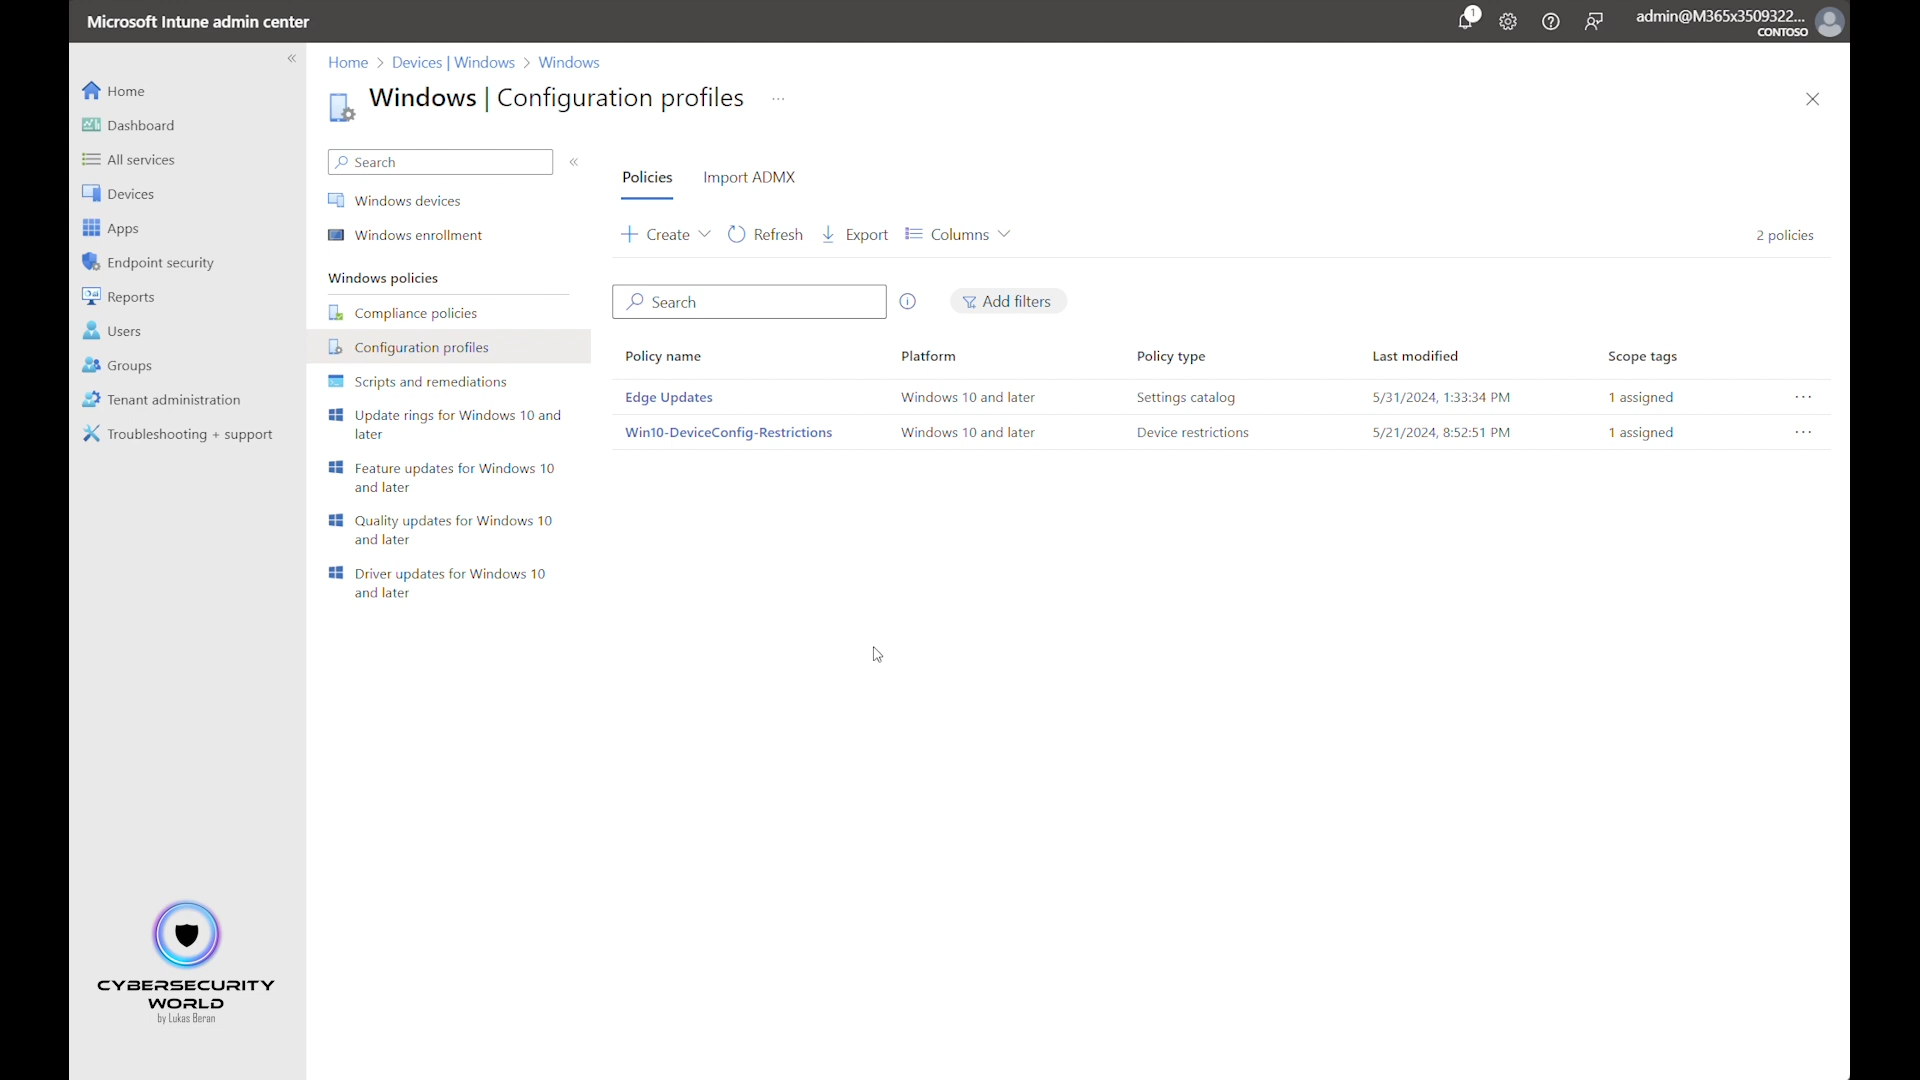 Microsoft Intune admin center
1
admin@M365x3509322...
CONTOSO
Home
Dashboard
All services
Devices
Apps
Endpoint security
Reports
Users
Groups
Tenant administration
Troubleshooting + support
CYBERSECURITY
WORLD
by Lukas Beran
Home > Devices | Windows > Windows
Windows | Configuration profiles ...
Search
Windows devices
Windows enrollment
Windows policies
Compliance policies
Configuration profiles
Scripts and remediations
Update rings for Windows 10 and
later
Feature updates for Windows 10
and later
Quality updates for Windows 10
and later
Driver updates for Windows 10
and later
Policies Import ADMX
Create Refresh Export Columns 2 policies
Search Add filters
Policy name Platform Policy type Last modified Scope tags
Edge Updates Windows 10 and later Settings catalog 5/31/2024, 1:33:34 PM 1 assigned ...
Win10-DeviceConfig-Restrictions Windows 10 and later Device restrictions 5/21/2024, 8:52:51 PM 1 assigned ...